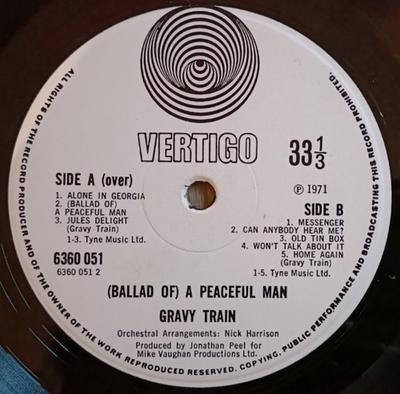 VERTIGO
33 1/3
SIDE A (over)
1. ALONE IN GEORGIA
2. (BALLAD OF)
A PEACEFUL MAN
3. JULES DELIGHT
(Gravy Train)
1-3. Tyne Music Ltd.
6360 051
6360 051 2
Ⓟ 1971
SIDE B
1. MESSENGER
2. CAN ANYBODY HEAR ME?
3. OLD TIN BOX
4. WON'T TALK ABOUT IT
5. HOME AGAIN
(Gravy Train)
1-5. Tyne Music Ltd.
(BALLAD OF) A PEACEFUL MAN
GRAVY TRAIN
Orchestral Arrangements: Nick Harrison
Produced by Jonathan Peel for
Mike Vaughan Productions Ltd.
ALL RIGHTS OF THE RECORD PRODUCER AND OF THE OWNER OF THE WORK REPRODUCED RESERVED. COPYING, PUBLIC PERFORMANCE AND BROADCASTING THIS RECORD PROHIBITED.